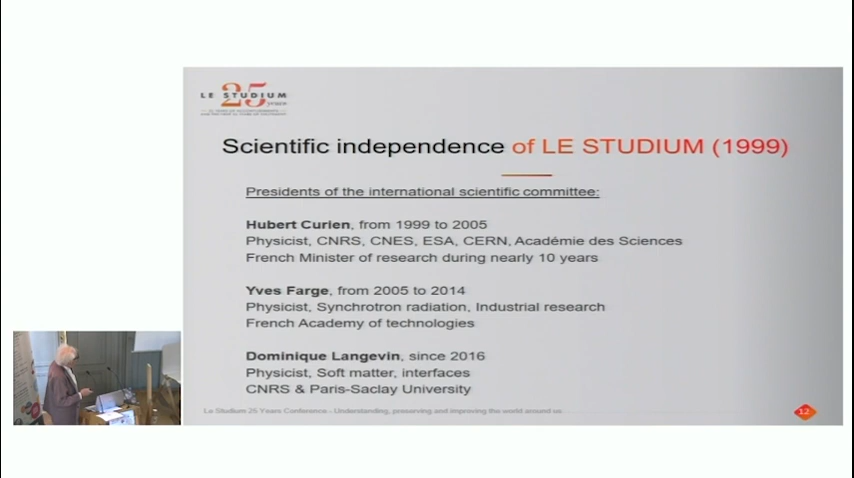 LE STUDIUM
25
years
Scientific independence of LE STUDIUM (1999)
Presidents of the international scientific committee:
Hubert Curien, from 1999 to 2005
Physicist, CNRS, CNES, ESA, CERN, Académie des Sciences
French Minister of research during nearly 10 years
Yves Farge, from 2005 to 2014
Physicist, Synchrotron radiation, Industrial research
French Academy of technologies
Dominique Langevin, since 2016
Physicist, Soft matter, interfaces
CNRS & Paris-Saclay University
Le Studium 25 Years Conference - Understanding, preserving and improving the world around us
12